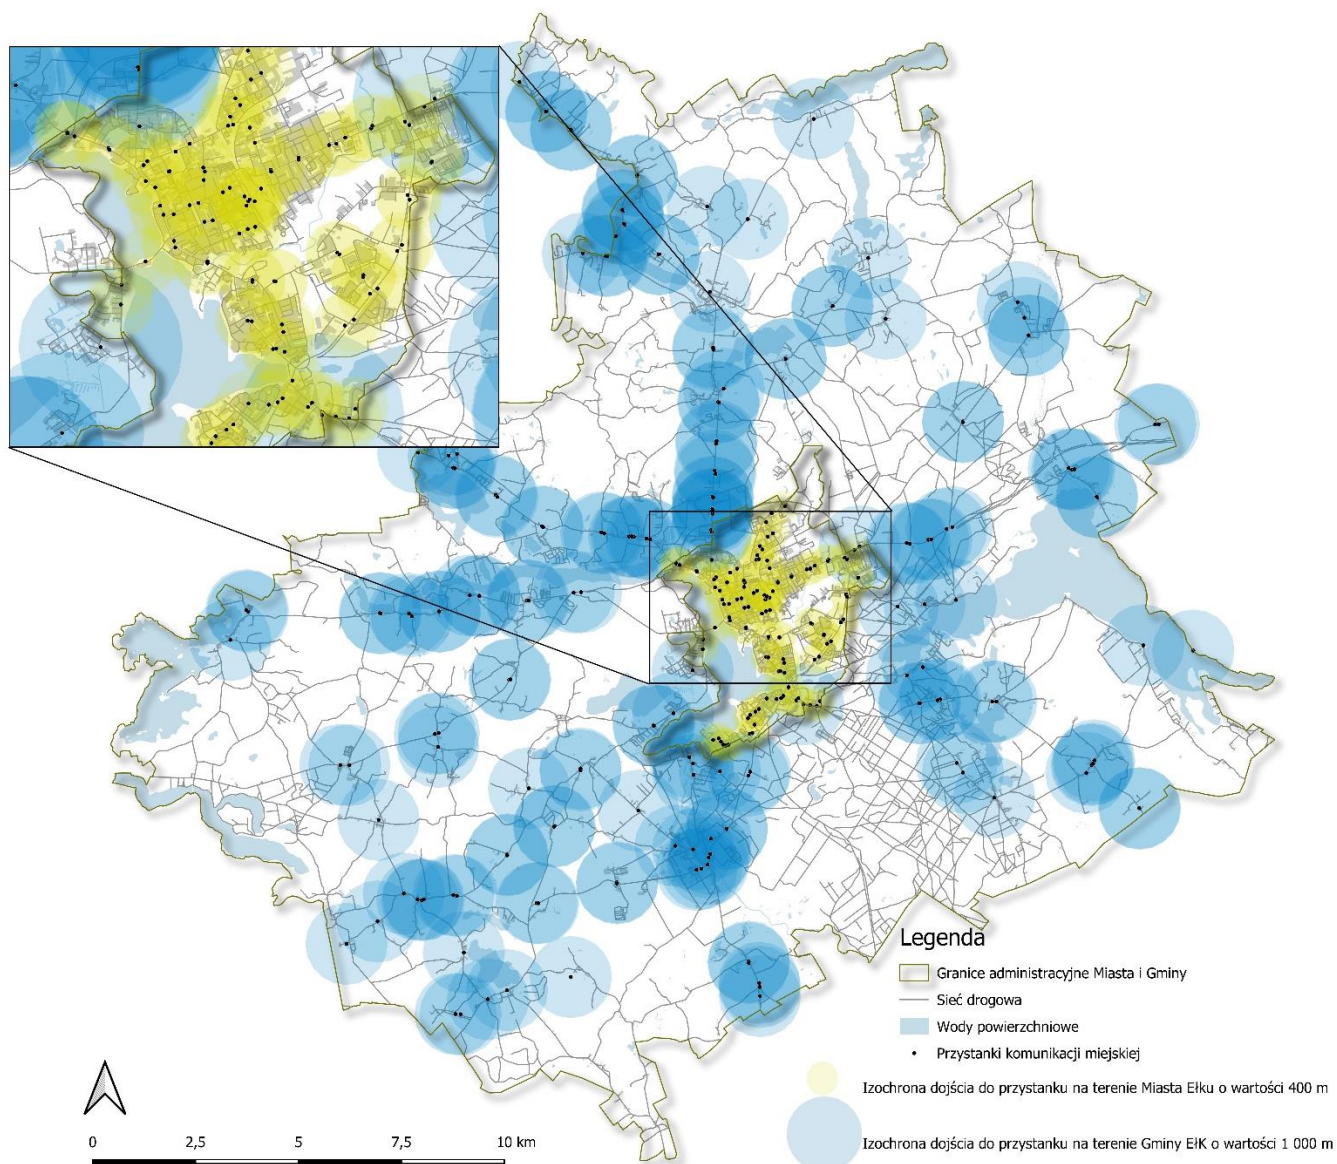 Legenda
Granice administracyjne Miasta i Gminy
Sieć drogowa
Wody powierzchniowe
Przystanki komunikacji miejskiej
Izochrona dojścia do przystanku na terenie Miasta Ełku o wartości 400 m
Izochrona dojścia do przystanku na terenie Gminy EłK o wartości 1 000 m
0 2,5 5 7,5 10 km